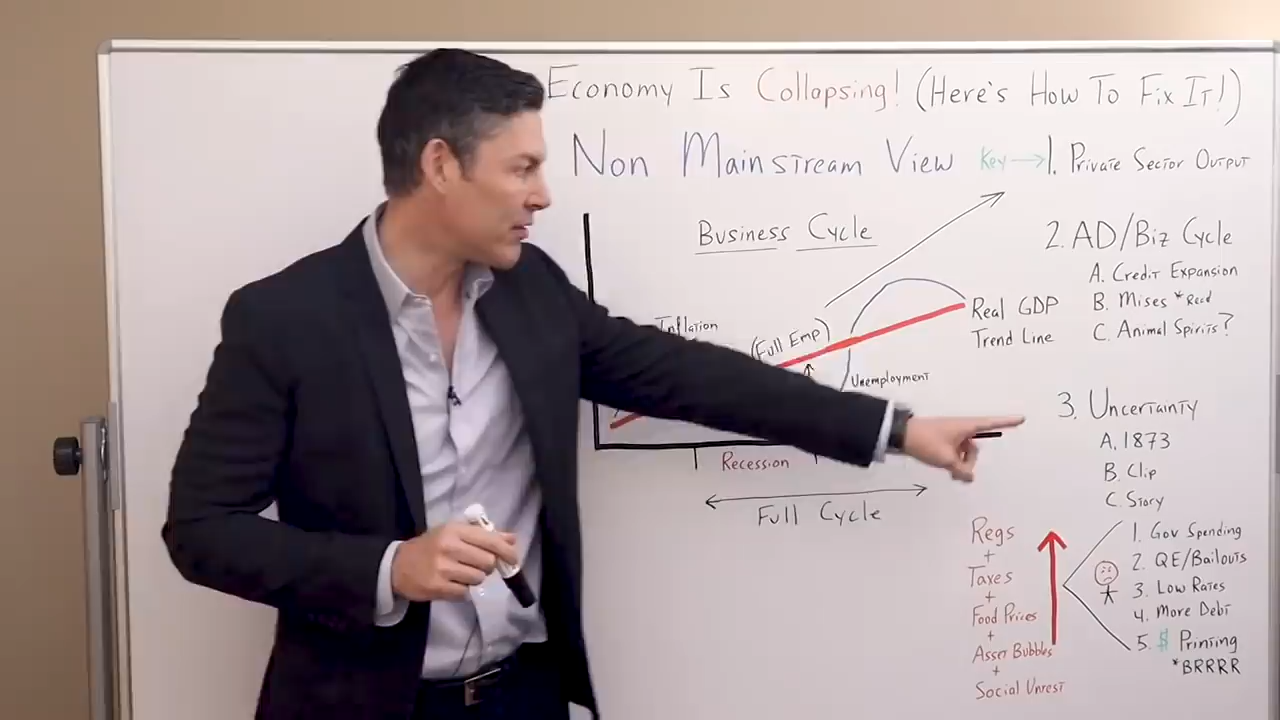 Economy Is Collapsing! (Here's How To Fix It!)
Non Mainstream View
Key → 1. Private Sector Output
Business Cycle
2. AD/Biz Cycle
A. Credit Expansion
B. Mises *Read
C. Animal Spirits?
Inflation
(Full Emp)
Real GDP
Trend Line
Unemployment
Recession
Full Cycle
3. Uncertainty
A. 1873
B. Clip
C. Story
Regs
+
Taxes
+
Food Prices
+
Asset Bubbles
+
Social Unrest
1. Gov Spending
2. QE/Bailouts
3. Low Rates
4. More Debt
5. $ Printing
*BRRRR